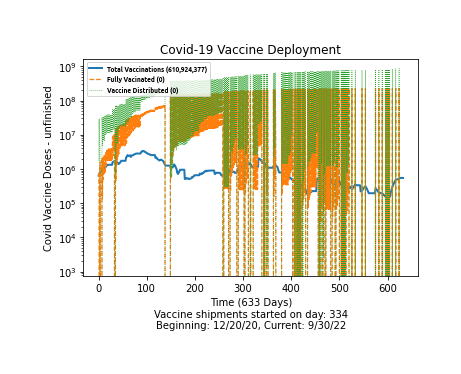 Covid-19 Vaccine Deployment
Total Vaccinations (610,924,377)
Fully Vacinated (0)
Vaccine Distributed (0)
Covid Vaccine Doses - unfinished
10⁹
10⁸
10⁷
10⁶
10⁵
10⁴
10³
0 100 200 300 400 500 600
Time (633 Days)
Vaccine shipments started on day: 334
Beginning: 12/20/20, Current: 9/30/22